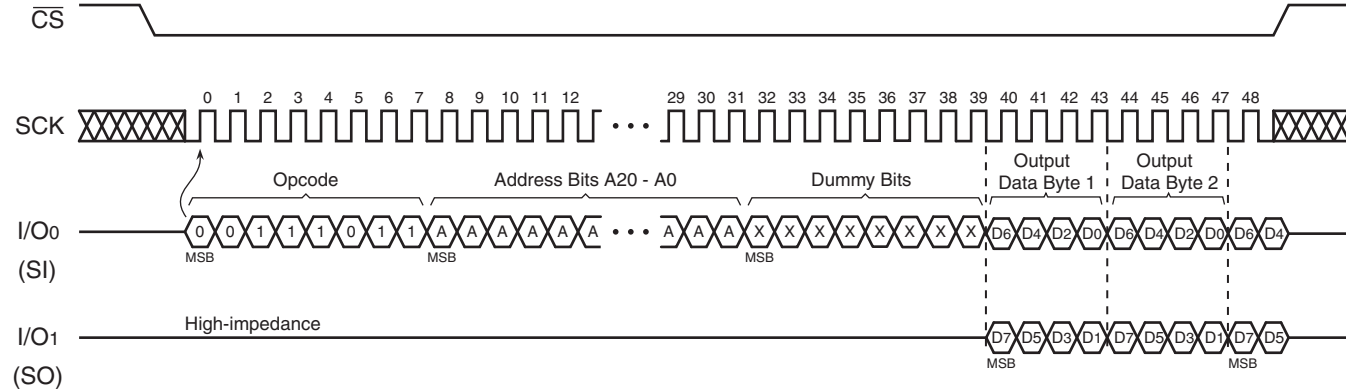 CS
SCK 0 1 2 3 4 5 6 7 8 9 10 11 12 • • • 29 30 31 32 33 34 35 36 37 38 39 40 41 42 43 44 45 46 47 48
Opcode Address Bits A20 - A0 Dummy Bits Output Data Byte 1 Output Data Byte 2
I/O0 (SI) 0 0 1 1 1 0 1 1 A A A A A A • • • A A A X X X X X X X X D6 D4 D2 D0 D6 D4 D2 D0 D6 D4
MSB MSB MSB
High-impedance
I/O1 (SO) D7 D5 D3 D1 D7 D5 D3 D1 D7 D5
MSB MSB